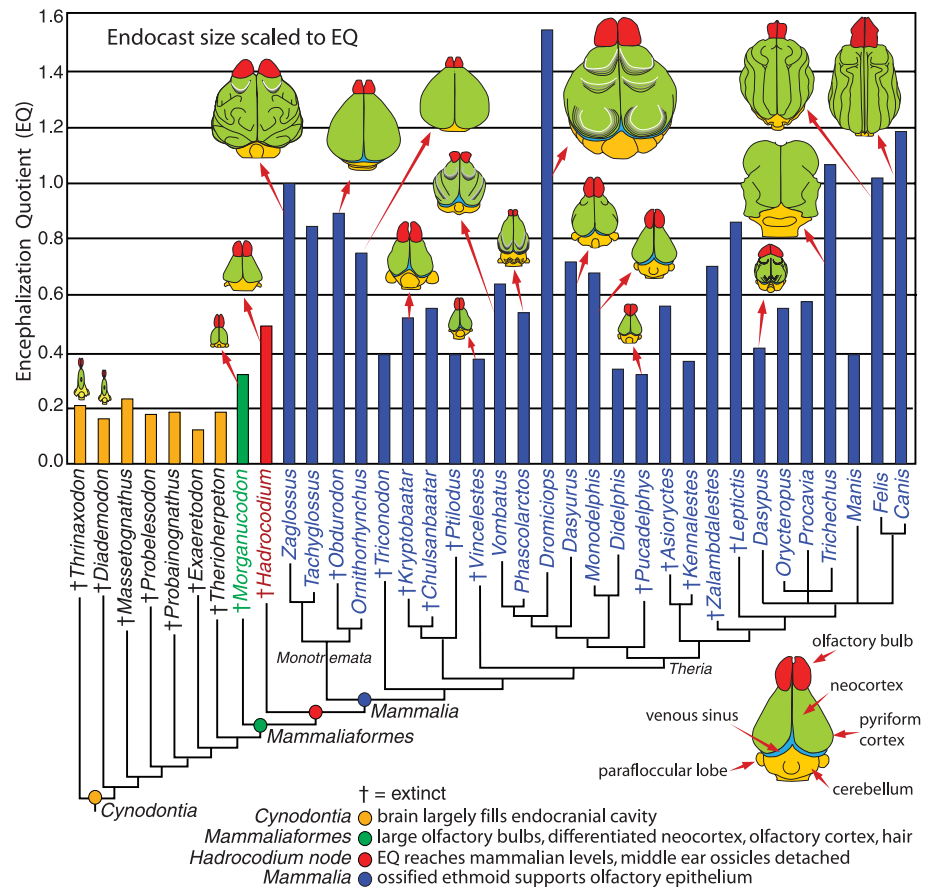 Endocast size scaled to EQ
Encephalization Quotient (EQ)
1.6
1.4
1.2
1.0
0.8
0.6
0.4
0.2
0.0
† Thrinaxodon
† Diademodon
† Massetognathus
† Probelesodon
† Probainognathus
† Exaeretodon
† Therioherpeton
† Morganucodon
† Hadrocodium
Zaglossus
Tachyglossus
† Obdurodon
Ornithorhynchus
† Triconodon
† Kryptobaatar
† Chulsanbaatar
† Ptilodus
† Vincelestes
Vombatus
Phascolarctos
Dromiciops
Dasyurus
Monodelphis
Didelphis
† Pucadelphys
† Asioryctes
† Kennalestes
† Zalambdalestes
† Leptictis
Dasypus
Orycteropus
Procavia
Trichechus
Manis
Felis
Canis
Monotremata
Theria
Mammalia
Mammaliaformes
Cynodontia
olfactory bulb
neocortex
venous sinus
pyriform
cortex
parafloccular lobe
cerebellum
† = extinct
Cynodontia brain largely fills endocranial cavity
Mammaliaformes large olfactory bulbs, differentiated neocortex, olfactory cortex, hair
Hadrocodium node EQ reaches mammalian levels, middle ear ossicles detached
Mammalia ossified ethmoid supports olfactory epithelium